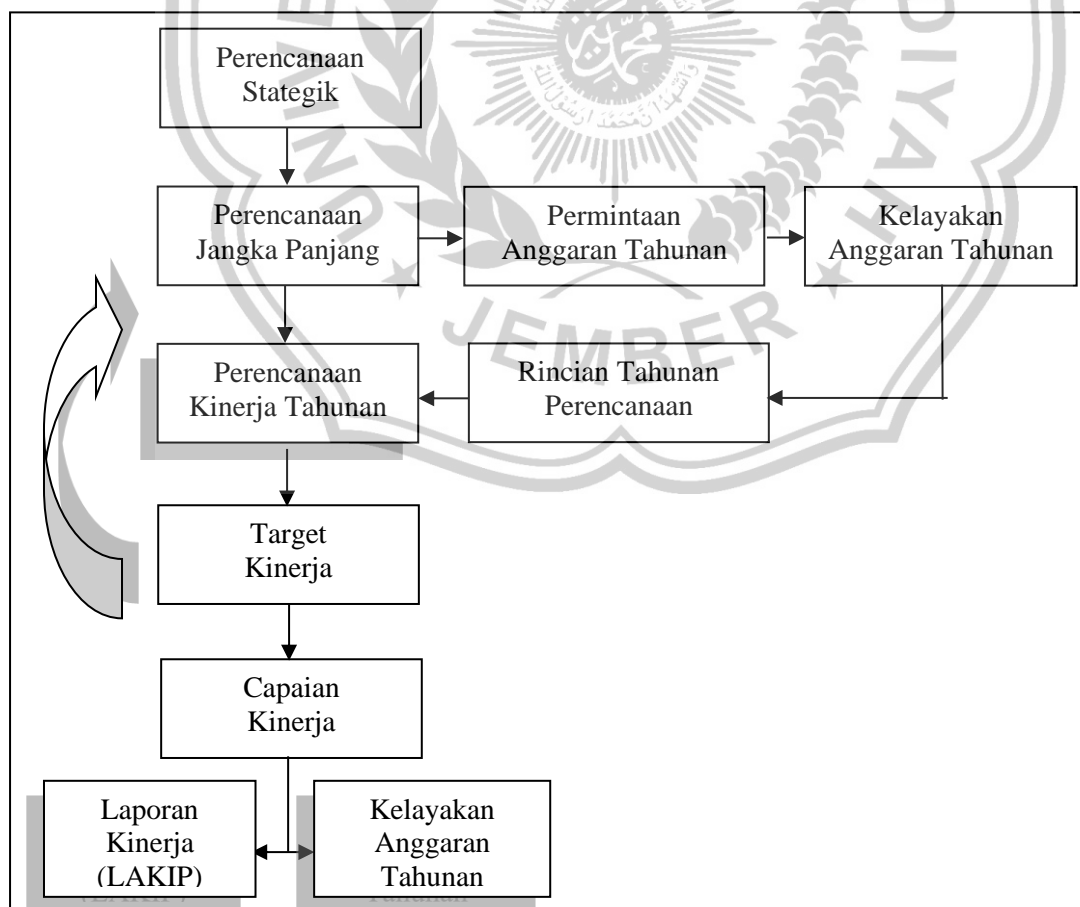 Perencanaan
Stategik
Perencanaan
Jangka Panjang
Permintaan
Anggaran Tahunan
Kelayakan
Anggaran Tahunan
Perencanaan
Kinerja Tahunan
Rincian Tahunan
Perencanaan
Target
Kinerja
Capaian
Kinerja
Laporan
Kinerja
(LAKIP)
Kelayakan
Anggaran
Tahunan
JEMBER
DIYAH